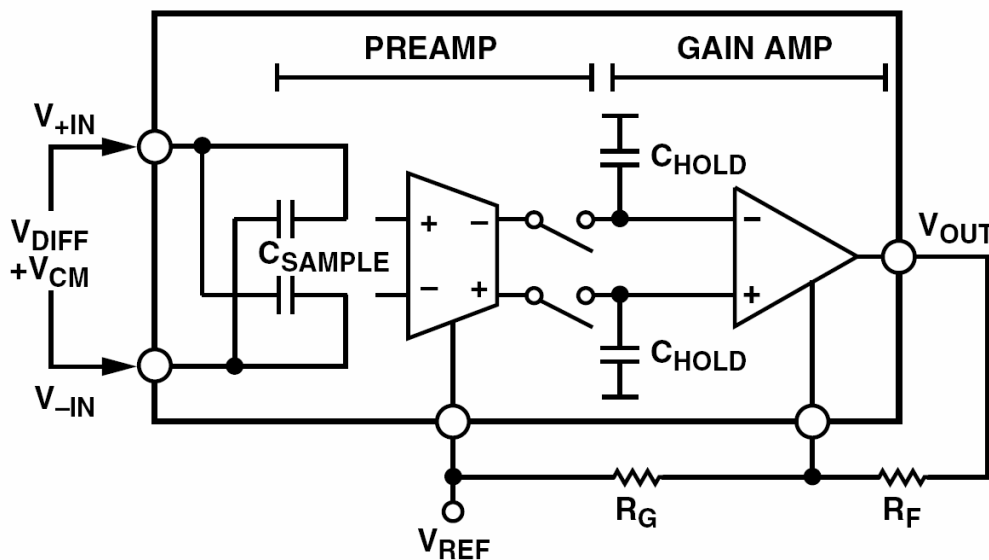 PREAMP
GAIN AMP
V+IN
CHOLD
+
−
−
VOUT
VDIFF
+VCM
CSAMPLE
−
+
+
CHOLD
V−IN
RG
RF
VREF